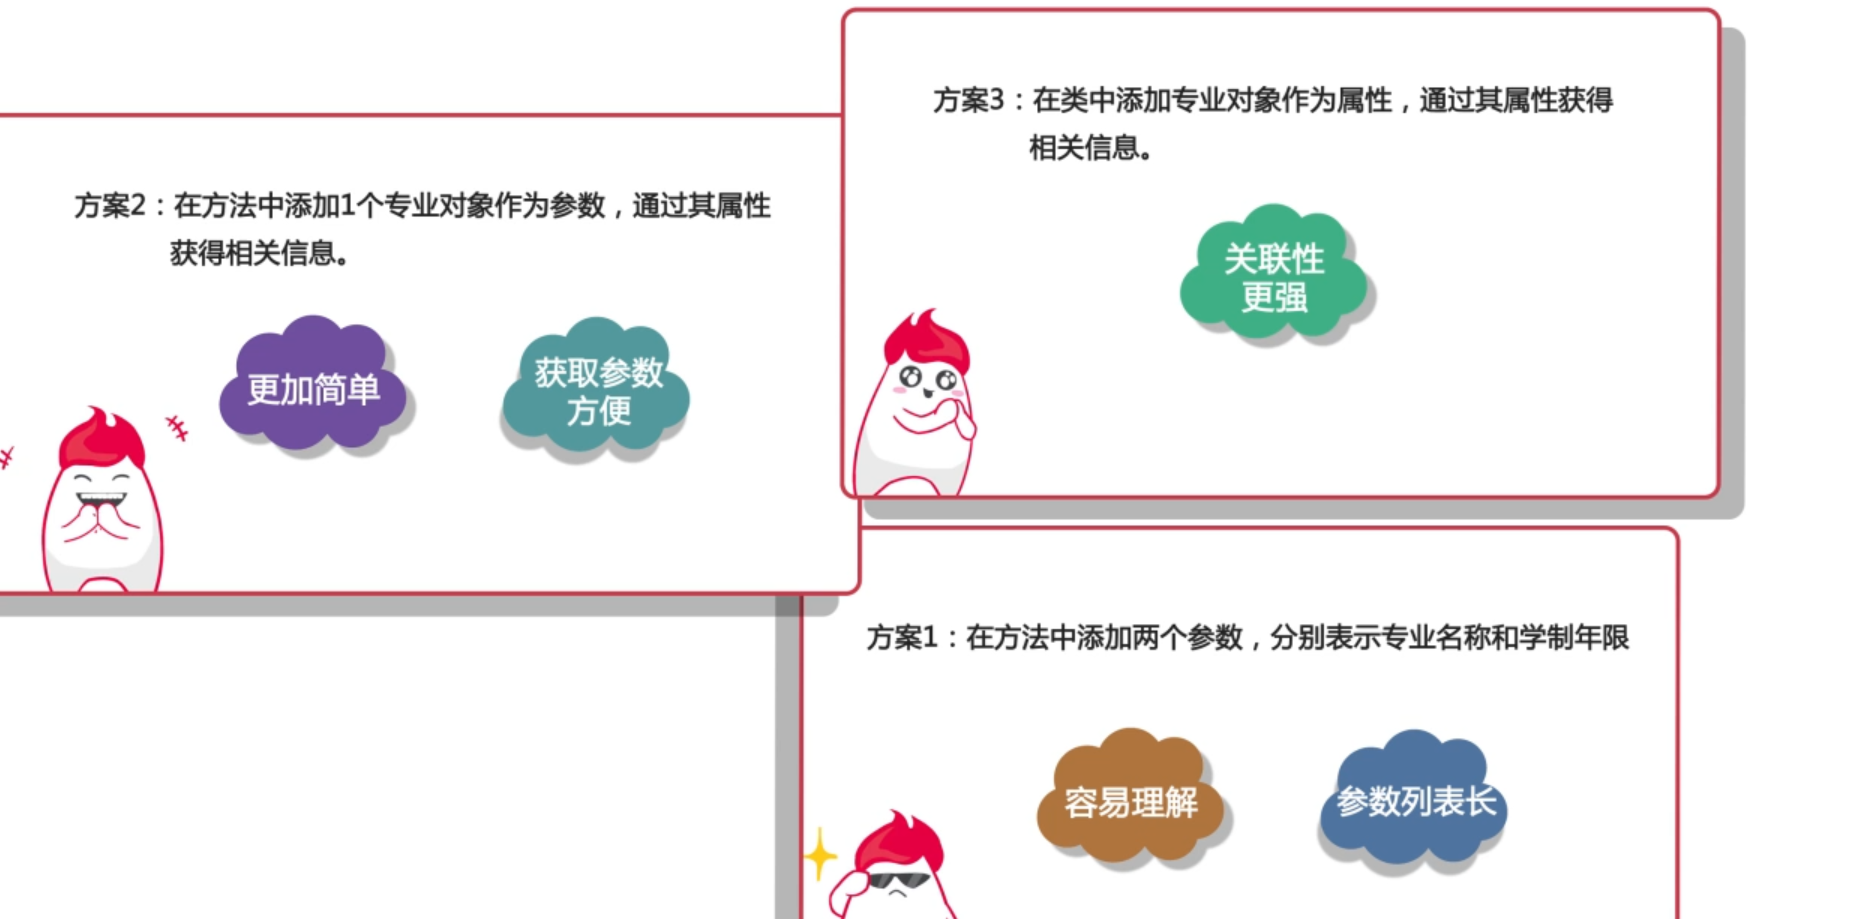 方案3：在类中添加专业对象作为属性，通过其属性获得
相关信息。
关联性
更强
方案2：在方法中添加1个专业对象作为参数，通过其属性
获得相关信息。
更加简单
获取参数
方便
方案1：在方法中添加两个参数，分别表示专业名称和学制年限
容易理解
参数列表长